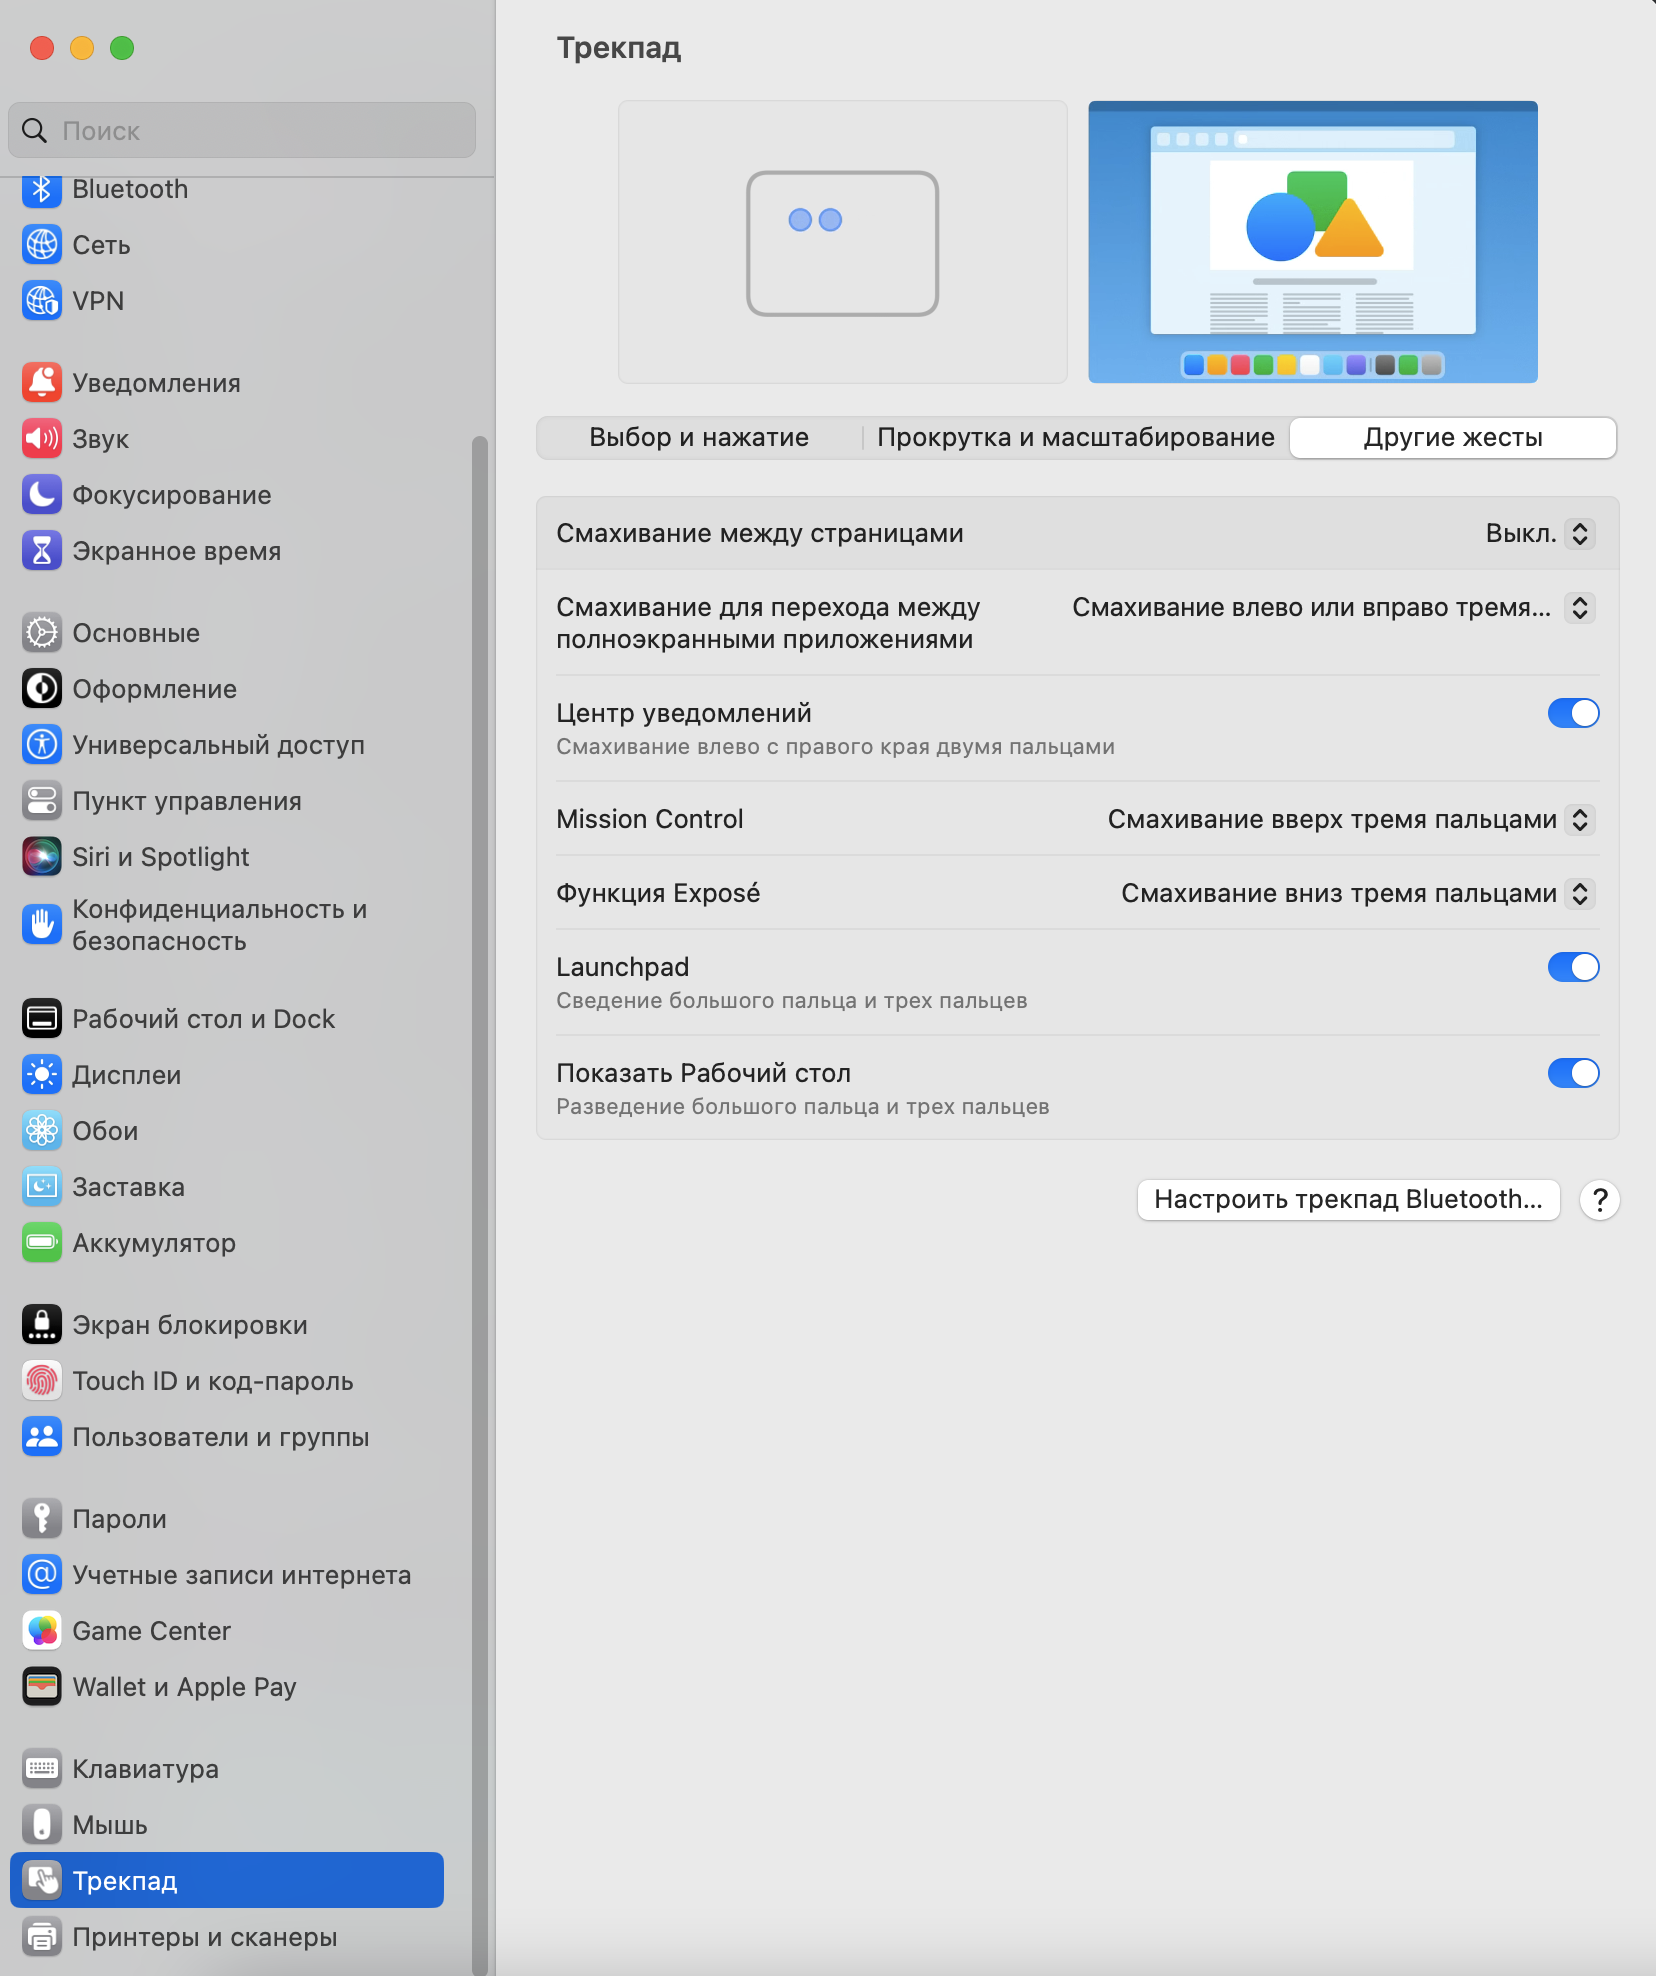 Поиск
Bluetooth
Сеть
VPN
Уведомления
Звук
Фокусирование
Экранное время
Основные
Оформление
Универсальный доступ
Пункт управления
Siri и Spotlight
Конфиденциальность и
безопасность
Рабочий стол и Dock
Дисплеи
Обои
Заставка
Аккумулятор
Экран блокировки
Touch ID и код-пароль
Пользователи и группы
Пароли
Учетные записи интернета
Game Center
Wallet и Apple Pay
Клавиатура
Мышь
Трекпад
Принтеры и сканеры
Трекпад
Выбор и нажатие
Прокрутка и масштабирование
Другие жесты
Смахивание между страницами
Выкл.
Смахивание для перехода между
полноэкранными приложениями
Смахивание влево или вправо тремя...
Центр уведомлений
Смахивание влево с правого края двумя пальцами
Mission Control
Смахивание вверх тремя пальцами
Функция Exposé
Смахивание вниз тремя пальцами
Launchpad
Сведение большого пальца и трех пальцев
Показать Рабочий стол
Разведение большого пальца и трех пальцев
Настроить трекпад Bluetooth...
?